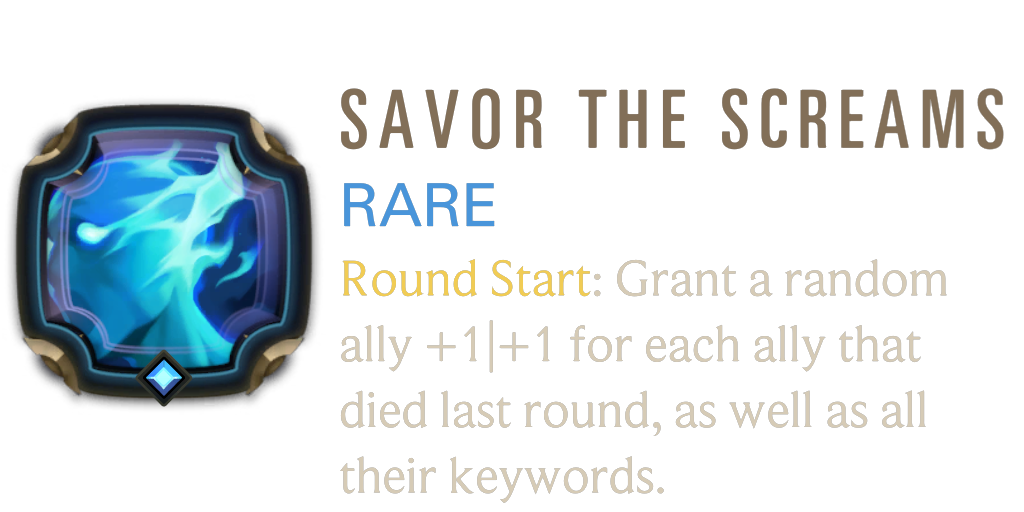 SAVOR THE SCREAMS
RARE
Round Start: Grant a random
ally +1|+1 for each ally that
died last round, as well as all
their keywords.